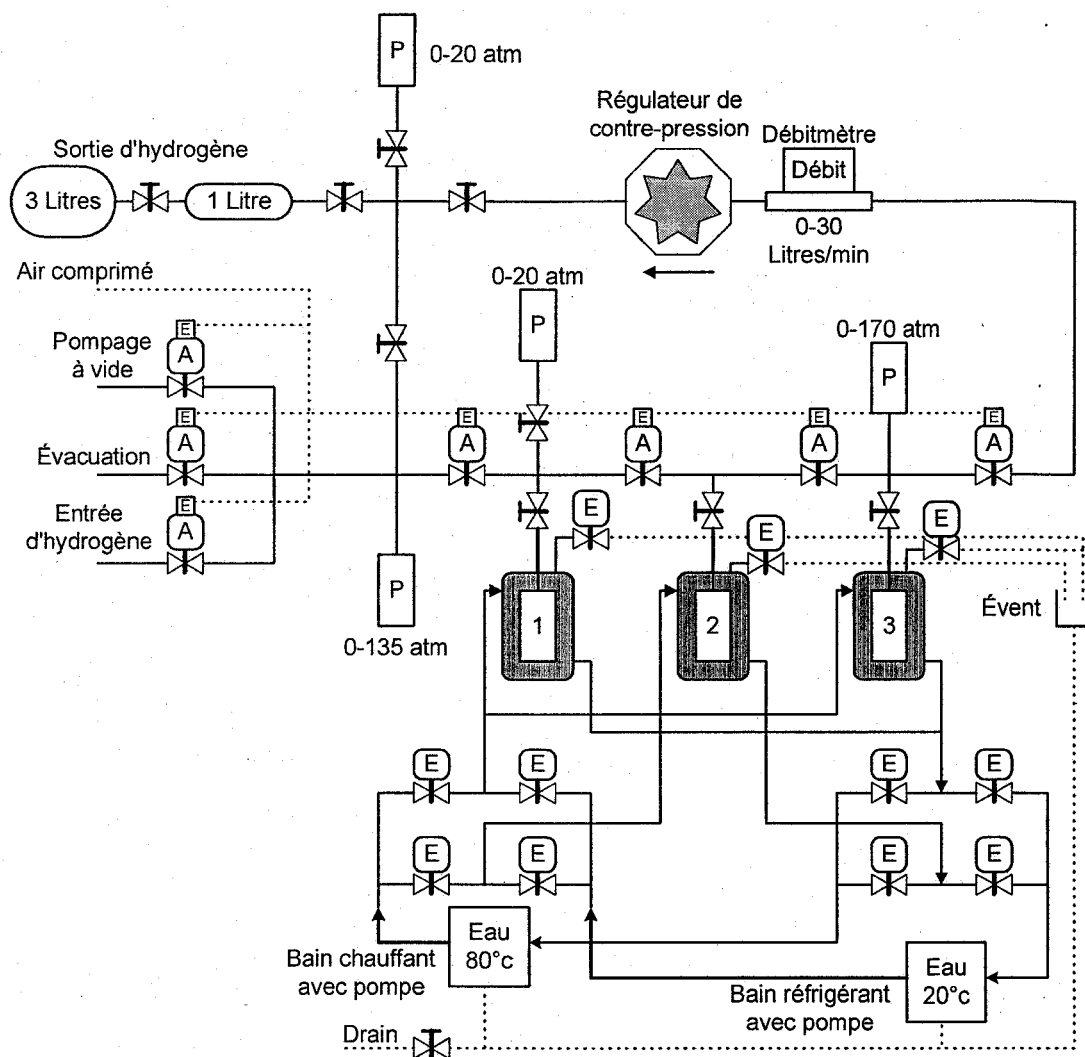 P
0-20 atm
Régulateur de
contre-pression
Débitmètre
Débit
0-30
Litres/min
Sortie d'hydrogène
3 Litres
1 Litre
Air comprimé
0-20 atm
P
0-170 atm
P
E
A
Pompage
à vide
E
A
Évacuation
E
A
E
A
E
A
E
A
Entrée
d'hydrogène
E
A
E
E
E
P
0-135 atm
1
2
3
Évent
E
E
E
E
E
E
E
E
Eau
80°c
Bain chauffant
avec pompe
Eau
20°c
Bain réfrigérant
avec pompe
Drain